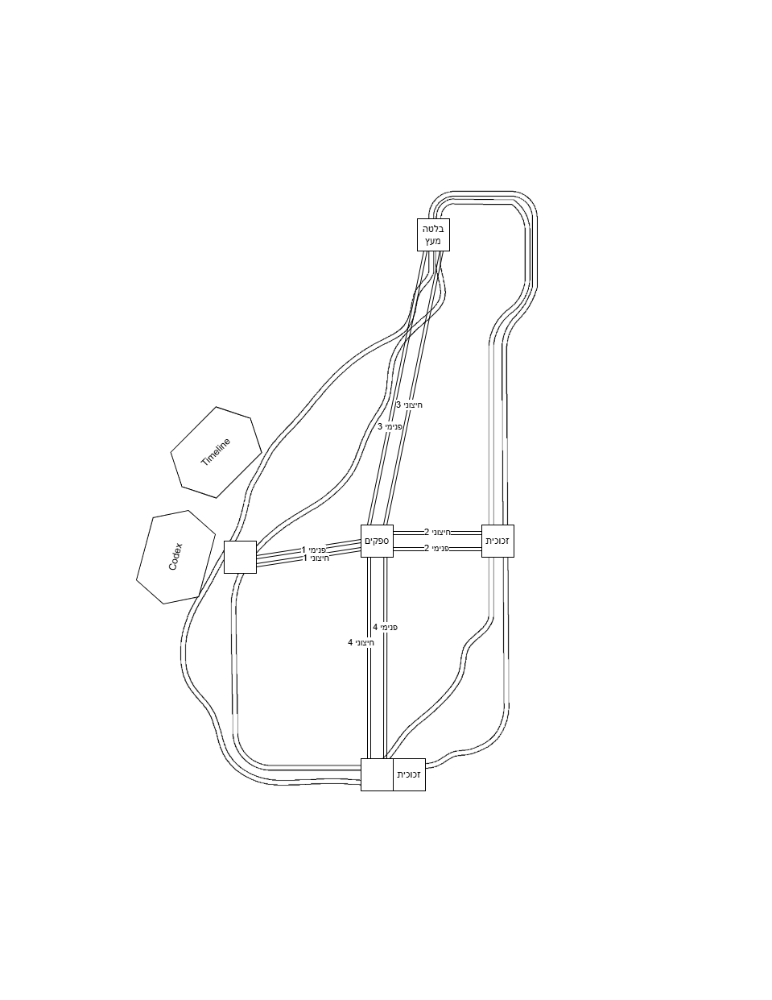 בלטה
מעץ
חיצוני 3
פנימי 3
Timeline
Codex
חיצוני 2
ספקים
זכוכית
פנימי 2
פנימי 1
חיצוני 1
פנימי 4
חיצוני 4
זכוכית